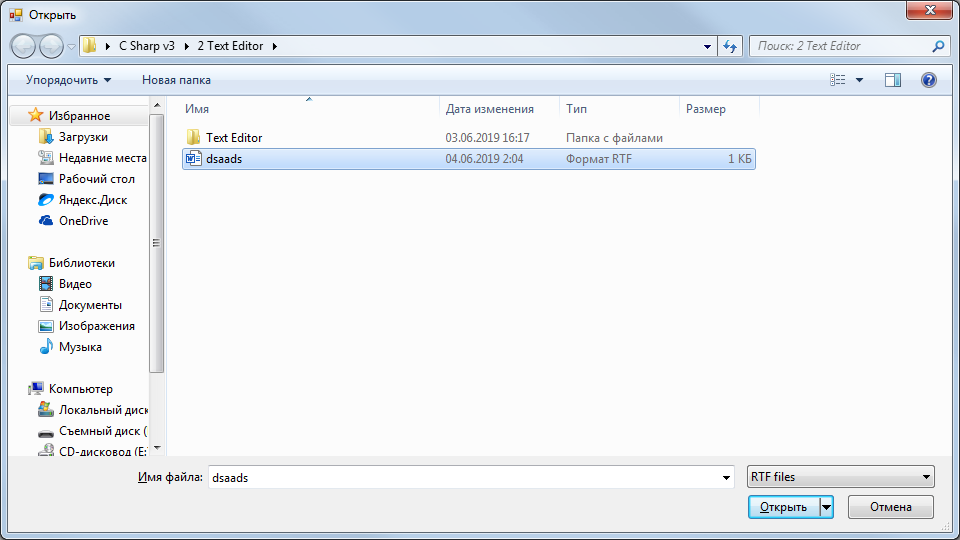 Открыть
C Sharp v3 2 Text Editor Поиск: 2 Text Editor
Упорядочить Новая папка
Имя Дата изменения Тип Размер
Избранное
Загрузки
Недавние места
Рабочий стол
Яндекс.Диск
OneDrive
Библиотеки
Видео
Документы
Изображения
Музыка
Компьютер
Локальный диск
Съемный диск (
CD-дисковод (E:
Text Editor 03.06.2019 16:17 Папка с файлами
dsaads 04.06.2019 2:04 Формат RTF 1 КБ
Имя файла: dsaads RTF files
Открыть Отмена